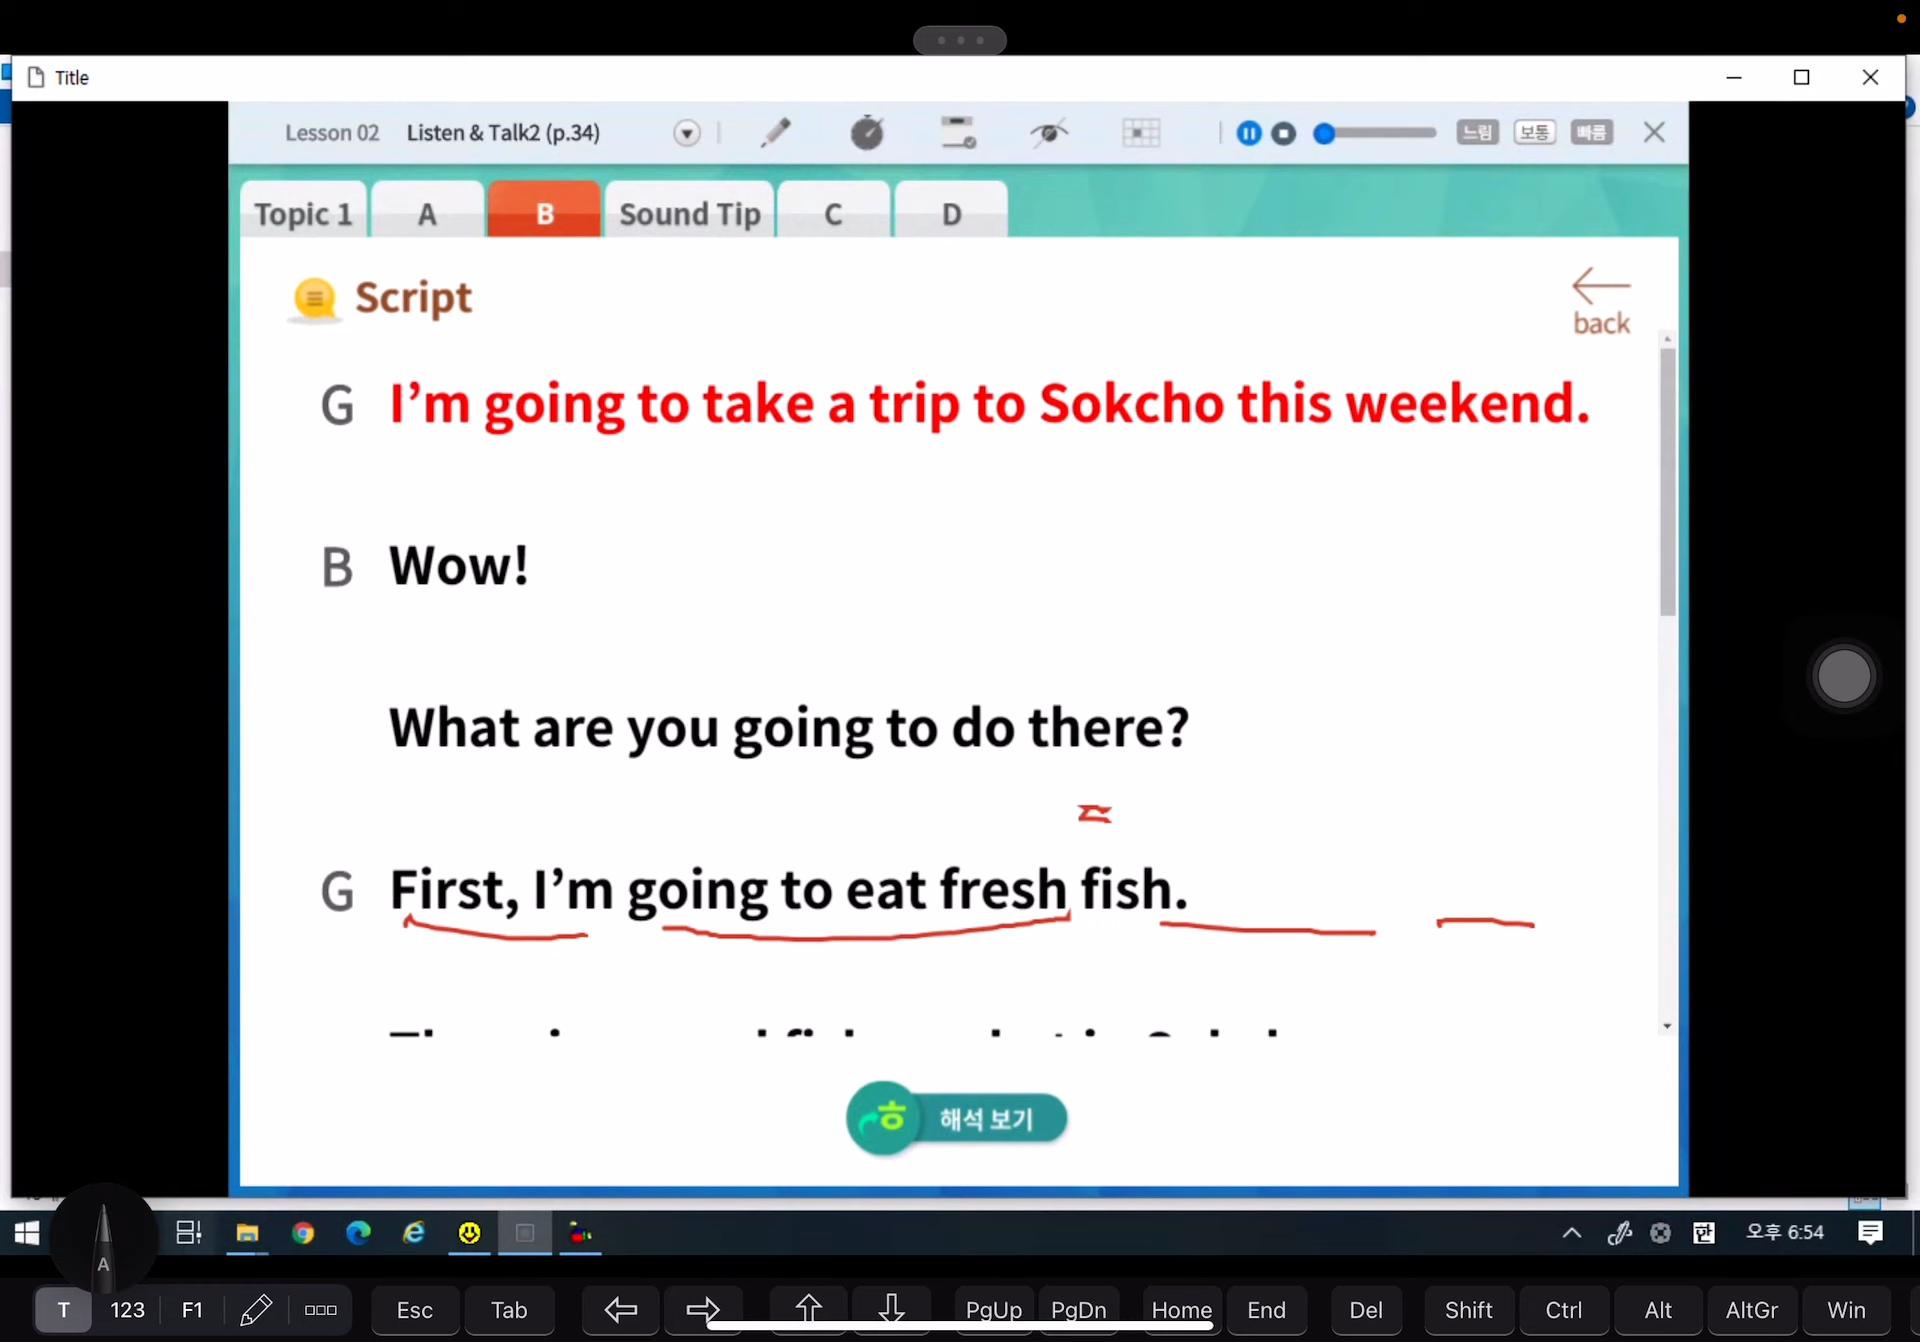 Title
Lesson 02 Listen & Talk2 (p.34) 느림 보통 빠름
Topic 1 A B Sound Tip C D
Script
back
G I'm going to take a trip to Sokcho this weekend.
B Wow!
What are you going to do there?
G First, I'm going to eat fresh fish.
ㅎ 해석 보기
한 오후 6:54
A
T 123 F1 Esc Tab PgUp PgDn Home End Del Shift Ctrl Alt AltGr Win